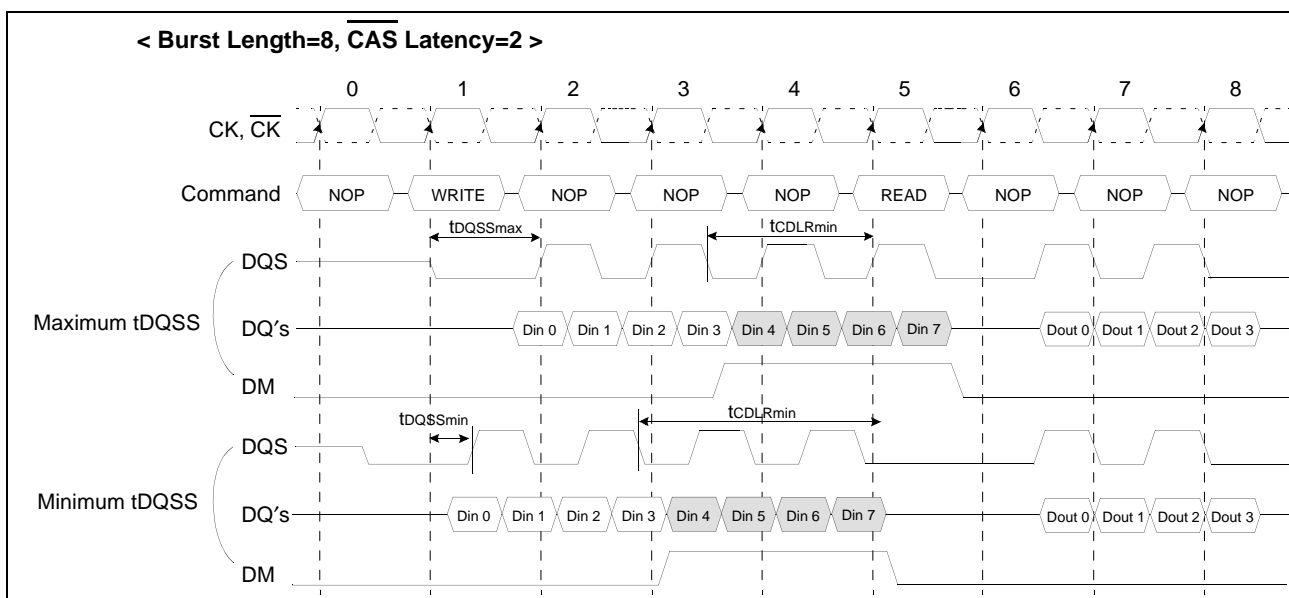 < Burst Length=8, CAS Latency=2 >
0 1 2 3 4 5 6 7 8
CK, CK
Command NOP WRITE NOP NOP NOP READ NOP NOP NOP
tDQSSmax tCDLRmin
DQS
Maximum tDQSS
DQ's Din 0 Din 1 Din 2 Din 3 Din 4 Din 5 Din 6 Din 7 Dout 0 Dout 1 Dout 2 Dout 3
DM
tDQSSmin tCDLRmin
DQS
Minimum tDQSS
DQ's Din 0 Din 1 Din 2 Din 3 Din 4 Din 5 Din 6 Din 7 Dout 0 Dout 1 Dout 2 Dout 3
DM